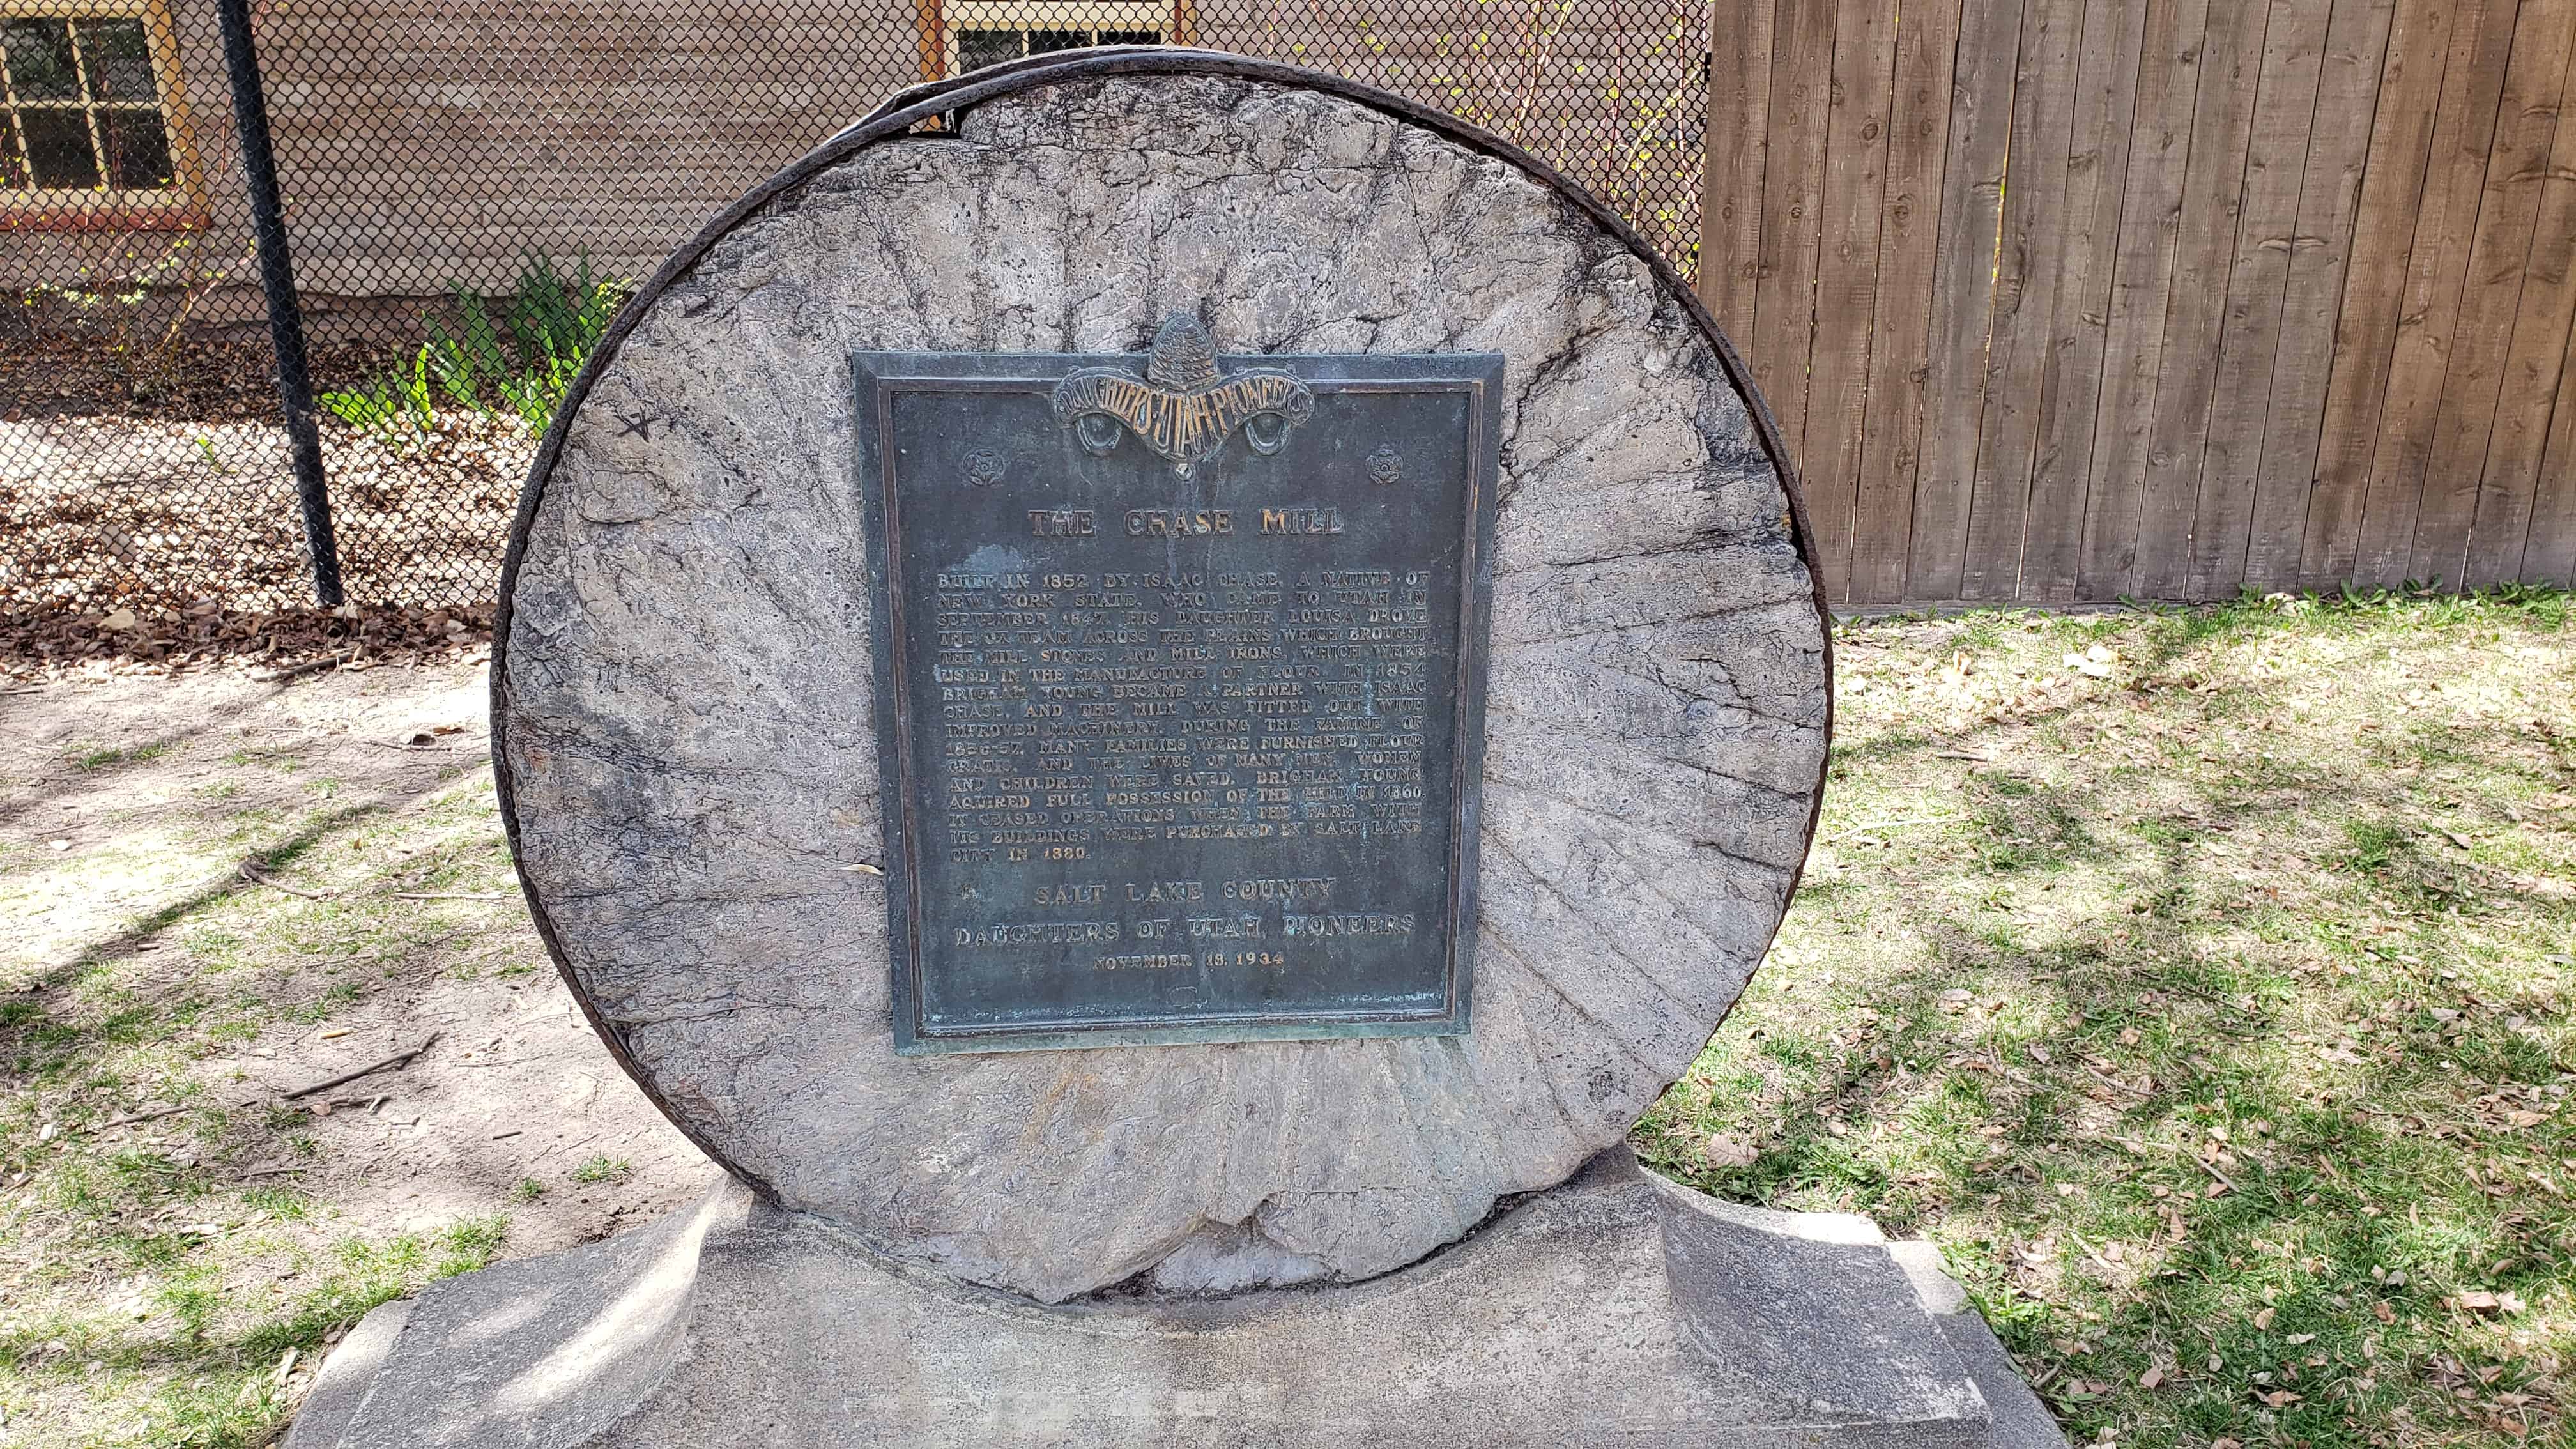 DAUGHTERS·UTAH·PIONEERS
THE CHASE MILL
BUILT IN 1852 BY ISAAC CHASE, A NATIVE OF
NEW YORK STATE, WHO CAME TO UTAH IN
SEPTEMBER 1847. HIS DAUGHTER LOUISA DROVE
THE OX TEAM ACROSS THE PLAINS WHICH BROUGHT
THE MILL STONES AND MILL IRONS, WHICH WERE
USED IN THE MANUFACTURE OF FLOUR. IN 1854
BRIGHAM YOUNG BECAME A PARTNER WITH ISAAC
CHASE, AND THE MILL WAS FITTED OUT WITH
IMPROVED MACHINERY. DURING THE FAMINE OF
1856-57, MANY FAMILIES WERE FURNISHED FLOUR
GRATIS, AND THE LIVES OF MANY MEN, WOMEN
AND CHILDREN WERE SAVED. BRIGHAM YOUNG
AQUIRED FULL POSSESSION OF THE MILL IN 1860
IT CEASED OPERATIONS WHEN THE PARK WITH
ITS BUILDINGS WERE PURCHASED BY SALT LAKE
CITY IN 1880.
SALT LAKE COUNTY
DAUGHTERS OF UTAH PIONEERS
NOVEMBER 18, 1934